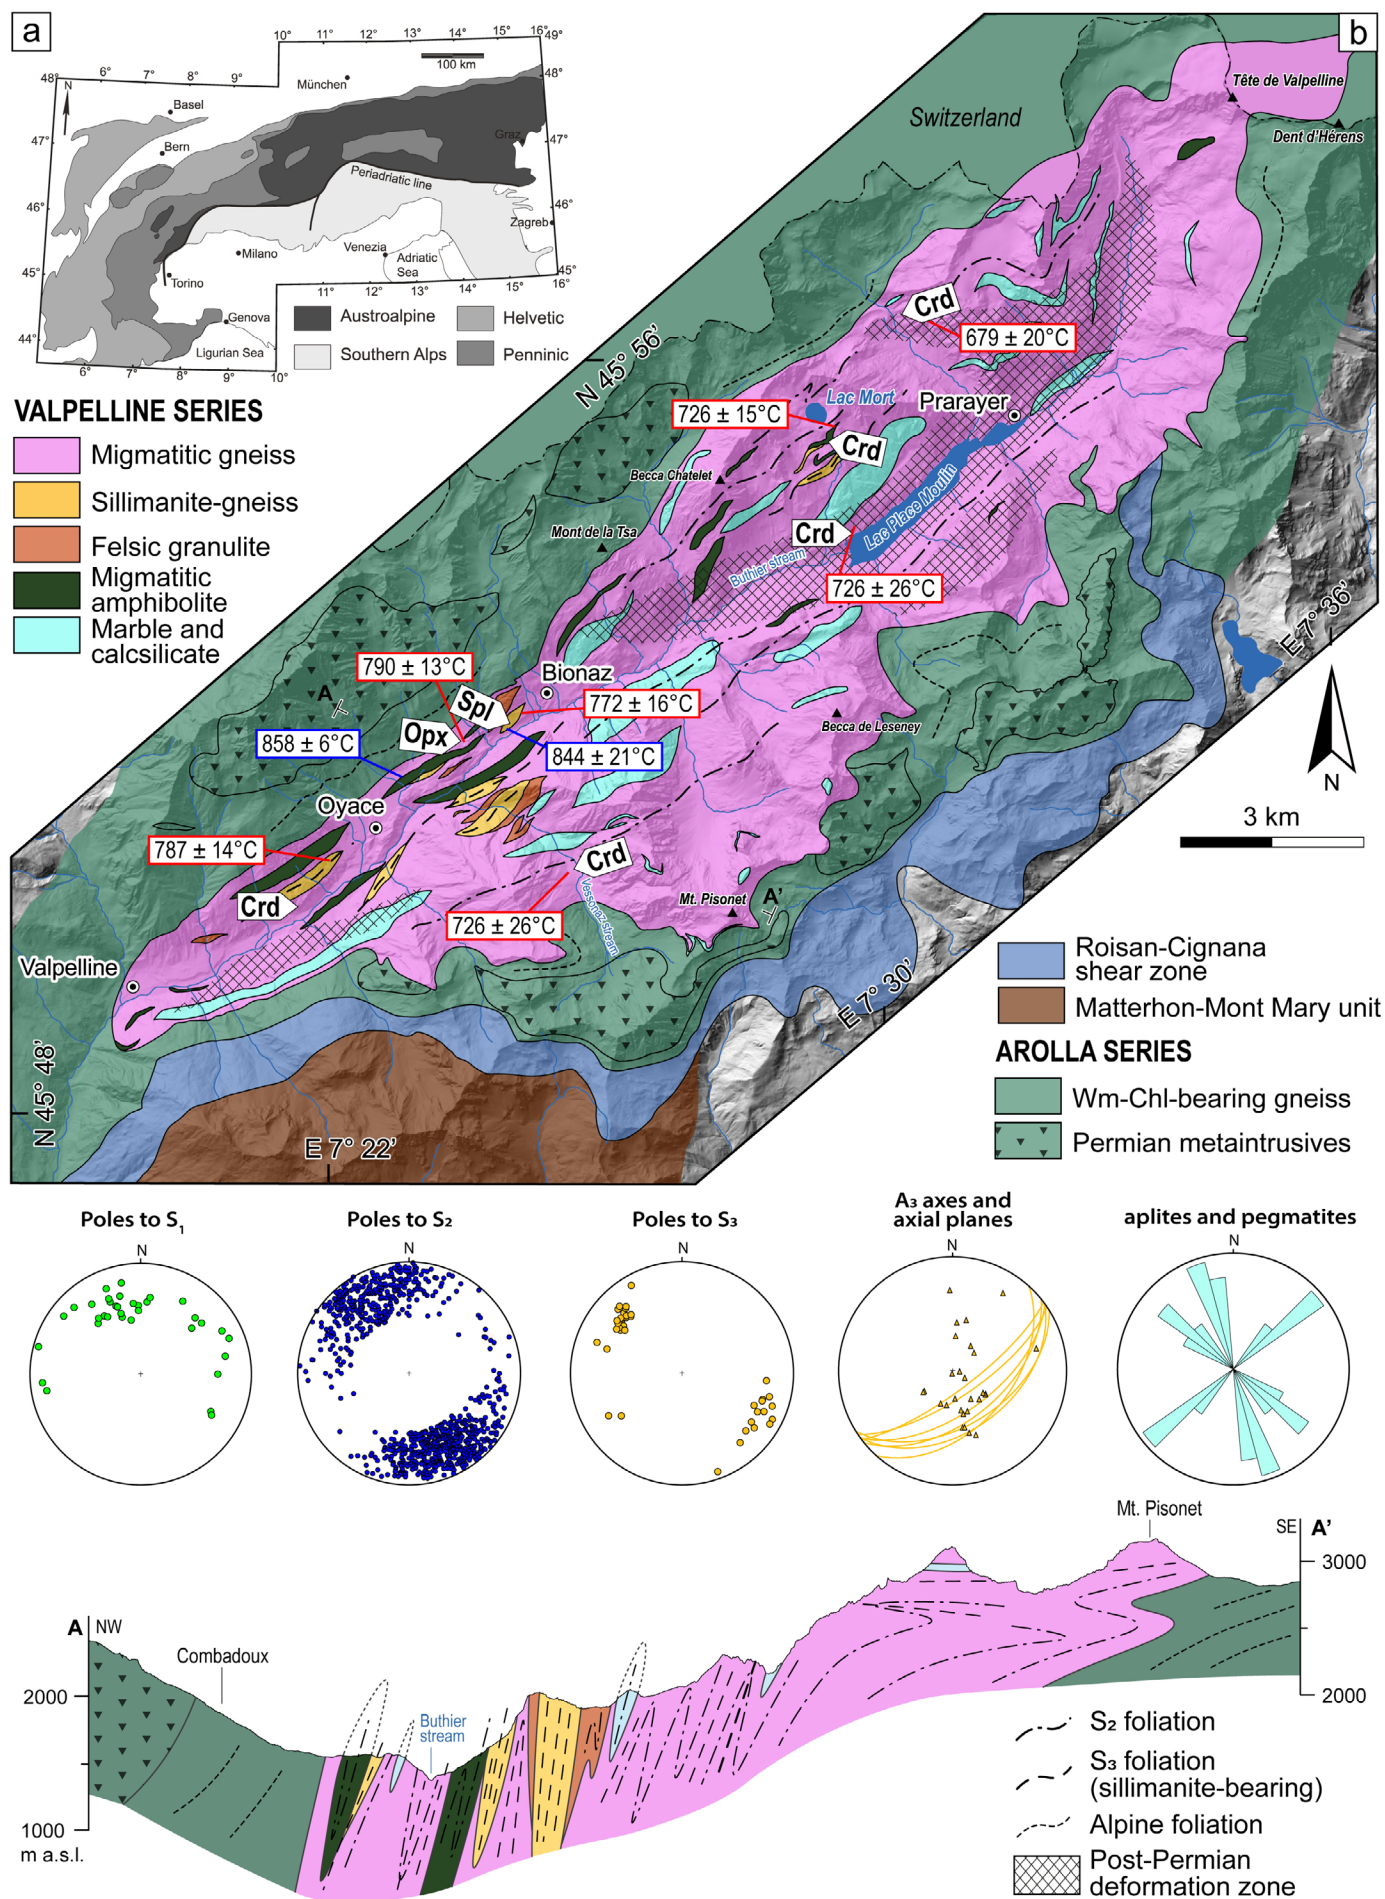 a
b
10°
11°
12°
13°
14°
15°
16°
49°
100 km
48°
6°
7°
8°
9°
N
München
48°
Basel
47°
Bern
Graz
47°
Periadriatic line
46°
46°
Zagreb
Milano
Venezia
Adriatic
Sea
45°
Torino
45°
11°
12°
13°
14°
15°
16°
Genova
44°
Ligurian Sea
6°
7°
8°
9°
10°
Austroalpine
Helvetic
Southern Alps
Penninic
VALPELLINE SERIES
Migmatitic gneiss
Sillimanite-gneiss
Felsic granulite
Migmatitic
amphibolite
Marble and
calcsilicate
Switzerland
Tête de Valpelline
Dent d'Hérens
N 45° 56'
Crd
679 ± 20°C
Lac Mort
Prarayer
726 ± 15°C
Crd
Becca Chatelet
Lac Place Moulin
Mont de la Tsa
Crd
Buthier stream
726 ± 26°C
E 7° 36'
790 ± 13°C
Bionaz
A
Spl
772 ± 16°C
Opx
Becca de Leseney
858 ± 6°C
844 ± 21°C
N
Oyace
3 km
787 ± 14°C
Crd
Crd
Vessonaz stream
Mt. Pisonet
A'
726 ± 26°C
Valpelline
E 7° 30'
N 45° 48'
E 7° 22'
Roisan-Cignana
shear zone
Matterhon-Mont Mary unit
AROLLA SERIES
Wm-Chl-bearing gneiss
Permian metaintrusives
Poles to S₁
N
Poles to S₂
N
Poles to S₃
N
A₃ axes and
axial planes
N
aplites and pegmatites
N
Mt. Pisonet
SE
A'
3000
A
NW
Combadoux
2000
Buthier
stream
2000
1000
m a.s.l.
S₂ foliation
S₃ foliation
(sillimanite-bearing)
Alpine foliation
Post-Permian
deformation zone